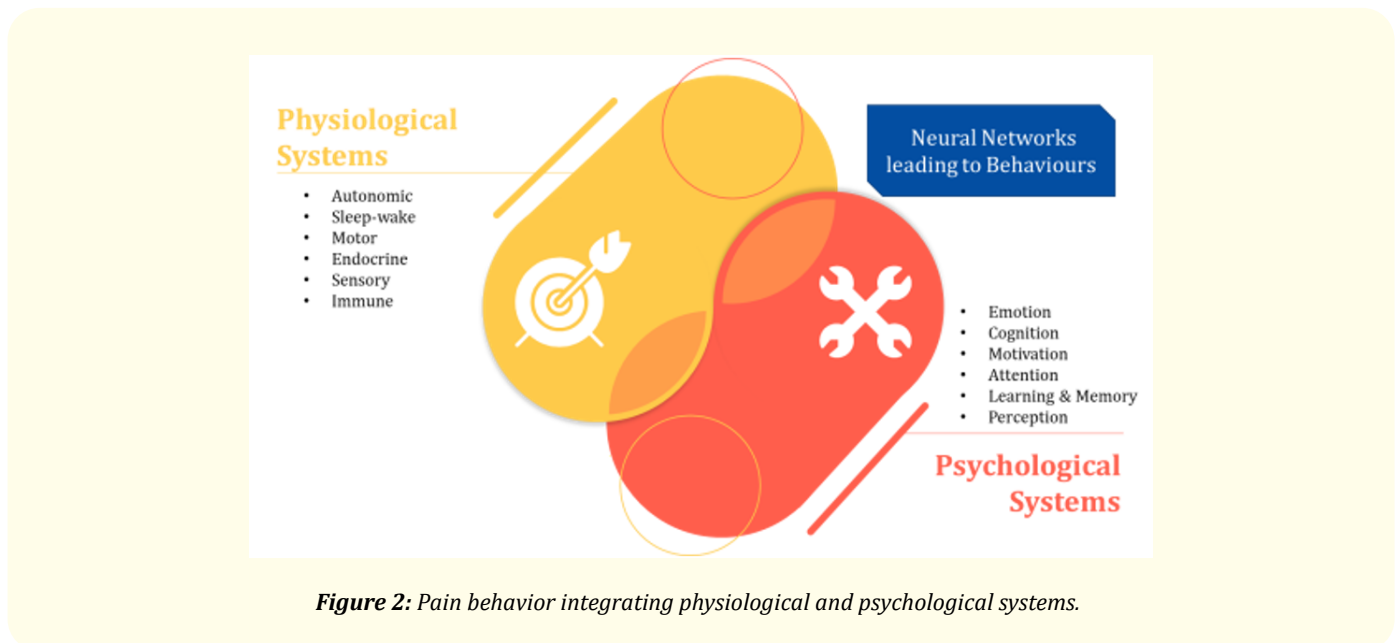 Physiological
Systems
• Autonomic
• Sleep-wake
• Motor
• Endocrine
• Sensory
• Immune
Neural Networks
leading to Behaviours
• Emotion
• Cognition
• Motivation
• Attention
• Learning & Memory
• Perception
Psychological
Systems
Figure 2: Pain behavior integrating physiological and psychological systems.